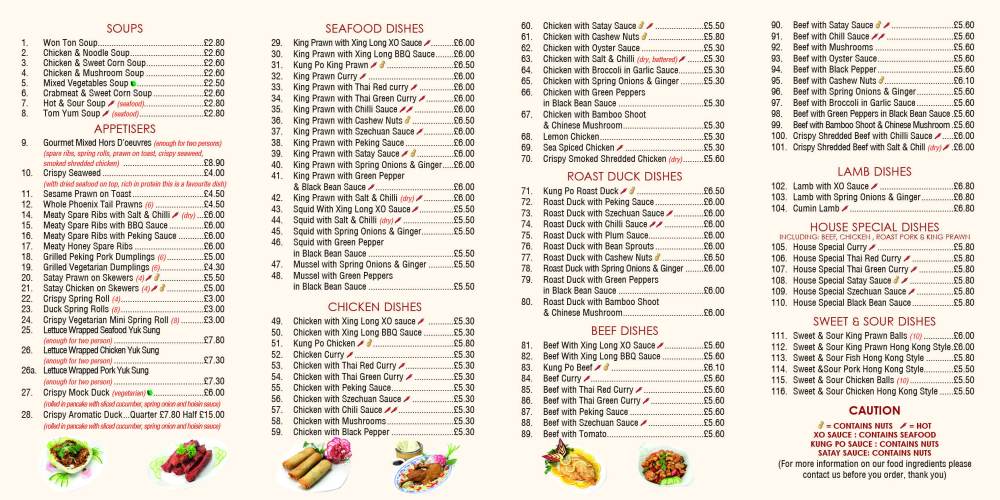 SOUPS
1. Won Ton Soup £2.80
2. Chicken & Noodle Soup £2.60
3. Chicken & Sweet Corn Soup £2.60
4. Chicken & Mushroom Soup £2.60
5. Mixed Vegetables Soup £2.50
6. Crabmeat & Sweet Corn Soup £2.60
7. Hot & Sour Soup (seafood) £2.80
8. Tom Yum Soup (seafood) £2.80
APPETISERS
9. Gourmet Mixed Hors D'oeuvres (enough for two persons)
(spare ribs, spring rolls, prawn on toast, crispy seaweed,
smoked shredded chicken) £8.90
10. Crispy Seaweed £4.00
(with dried seafood on top, rich in protein this is a favourite dish)
11. Sesame Prawn on Toast £4.50
12. Whole Phoenix Tail Prawns (6) £4.50
14. Meaty Spare Ribs with Salt & Chilli (dry) £6.00
15. Meaty Spare Ribs with BBQ Sauce £6.00
16. Meaty Spare Ribs with Peking Sauce £6.00
17. Meaty Honey Spare Ribs £6.00
18. Grilled Peking Pork Dumplings (6) £5.00
19. Grilled Vegetarian Dumplings (6) £4.30
20. Satay Prawn on Skewers (4) £5.50
21. Satay Chicken on Skewers (4) £5.00
22. Crispy Spring Roll (4) £3.00
23. Duck Spring Rolls (8) £3.00
24. Crispy Vegetarian Mini Spring Roll (8) £3.00
25. Lettuce Wrapped Seafood Yuk Sung
(enough for two person) £7.80
26. Lettuce Wrapped Chicken Yuk Sung
(enough for two person) £7.30
26a. Lettuce Wrapped Pork Yuk Sung
(enough for two person) £7.30
27. Crispy Mock Duck (vegetarian) £6.00
(rolled in pancake with sliced cucumber, spring onion and hoisin sauce)
28. Crispy Aromatic Duck...Quarter £7.80 Half £15.00
(rolled in pancake with sliced cucumber, spring onion and hoisin sauce)
SEAFOOD DISHES
29. King Prawn with Xing Long XO Sauce £6.00
30. King Prawn with Xing Long BBQ Sauce £6.00
31. Kung Po King Prawn £6.50
32. King Prawn Curry £6.00
33. King Prawn with Thai Red curry £6.00
34. King Prawn with Thai Green Curry £6.00
35. King Prawn with Chilli Sauce £6.00
36. King Prawn with Cashew Nuts £6.50
37. King Prawn with Szechuan Sauce £6.00
38. King Prawn with Peking Sauce £6.00
39. King Prawn with Satay Sauce £6.00
40. King Prawn with Spring Onions & Ginger £6.00
41. King Prawn with Green Pepper
& Black Bean Sauce £6.00
42. King Prawn with Salt & Chilli (dry) £6.00
43. Squid With Xing Long XO Sauce £5.50
44. Squid with Salt & Chilli (dry) £5.50
45. Squid with Spring Onions & Ginger £5.50
46. Squid with Green Pepper
in Black Bean Sauce £5.50
47. Mussel with Spring Onions & Ginger £5.50
48. Mussel with Green Peppers
in Black Bean Sauce £5.50
CHICKEN DISHES
49. Chicken with Xing Long XO sauce £5.30
50. Chicken with Xing Long BBQ Sauce £5.30
51. Kung Po Chicken £5.80
52. Chicken Curry £5.30
53. Chicken with Thai Red Curry £5.30
54. Chicken with Thai Green Curry £5.30
55. Chicken with Peking Sauce £5.30
56. Chicken with Szechuan Sauce £5.30
57. Chicken with Chili Sauce £5.30
58. Chicken with Mushrooms £5.30
59. Chicken with Black Pepper £5.30
60. Chicken with Satay Sauce £5.50
61. Chicken with Cashew Nuts £5.80
62. Chicken with Oyster Sauce £5.30
63. Chicken with Salt & Chilli (dry, battered) £5.30
64. Chicken with Broccoli in Garlic Sauce £5.30
65. Chicken with Spring Onions & Ginger £5.30
66. Chicken with Green Peppers
in Black Bean Sauce £5.30
67. Chicken with Bamboo Shoot
& Chinese Mushroom £5.30
68. Lemon Chicken £5.30
69. Sea Spiced Chicken £5.30
70. Crispy Smoked Shredded Chicken (dry) £5.60
ROAST DUCK DISHES
71. Kung Po Roast Duck £6.50
72. Roast Duck with Peking Sauce £6.00
73. Roast Duck with Szechuan Sauce £6.00
74. Roast Duck with Chilli Sauce £6.00
75. Roast Duck with Plum Sauce £6.00
76. Roast Duck with Bean Sprouts £6.00
77. Roast Duck with Cashew Nuts £6.50
78. Roast Duck with Spring Onions & Ginger £6.00
79. Roast Duck with Green Peppers
in Black Bean Sauce £6.00
80. Roast Duck with Bamboo Shoot
& Chinese Mushroom £6.00
BEEF DISHES
81. Beef With Xing Long XO Sauce £5.60
82. Beef With Xing Long BBQ Sauce £5.60
83. Kung Po Beef £6.10
84. Beef Curry £5.60
85. Beef with Thai Red Curry £5.60
86. Beef with Thai Green Curry £5.60
87. Beef with Peking Sauce £5.60
88. Beef with Szechuan Sauce £5.60
89. Beef with Tomato £5.60
90. Beef with Satay Sauce £5.60
91. Beef with Chill Sauce £5.60
92. Beef with Mushrooms £5.60
93. Beef with Oyster Sauce £5.60
94. Beef with Black Pepper £5.60
95. Beef with Cashew Nuts £6.10
96. Beef with Spring Onions & Ginger £5.60
97. Beef with Broccoli in Garlic Sauce £5.60
98. Beef with Green Peppers in Black Bean Sauce £5.60
99. Beef with Bamboo Shoot & Chinese Mushroom £5.60
100. Crispy Shredded Beef with Chilli Sauce £6.00
101. Crispy Shredded Beef with Salt & Chill (dry) £6.00
LAMB DISHES
102. Lamb with XO Sauce £6.80
103. Lamb with Spring Onions & Ginger £6.80
104. Cumin Lamb £6.80
HOUSE SPECIAL DISHES
INCLUDING: BEEF, CHICKEN , ROAST PORK & KING PRAWN
105. House Special Curry £5.80
106. House Special Thai Red Curry £5.80
107. House Special Thai Green Curry £5.80
108. House Special Satay Sauce £5.80
109. House Special Szechuan Sauce £5.80
110. House Special Black Bean Sauce £5.80
SWEET & SOUR DISHES
111. Sweet & Sour King Prawn Balls (10) £6.00
112. Sweet & Sour King Prawn Hong Kong Style £6.00
113. Sweet & Sour Fish Hong Kong Style £5.80
114. Sweet &Sour Pork Hong Kong Style £5.50
115. Sweet & Sour Chicken Balls (10) £5.50
116. Sweet & Sour Chicken Hong Kong Style £5.50
CAUTION
= CONTAINS NUTS = HOT
XO SAUCE : CONTAINS SEAFOOD
KUNG PO SAUCE : CONTAINS NUTS
SATAY SAUCE: CONTAINS NUTS
(For more information on our food ingredients please
contact us before you order, thank you)